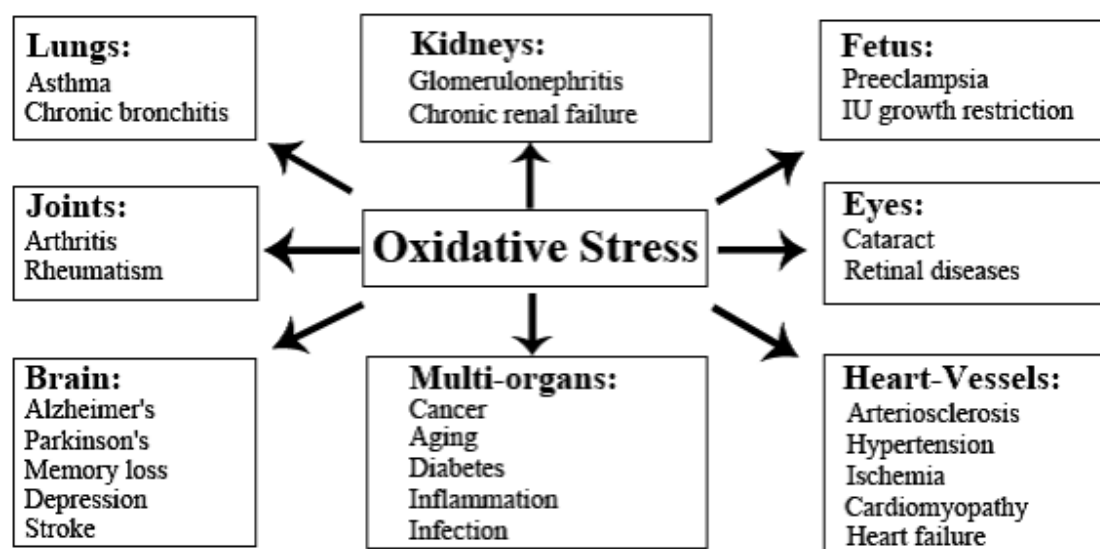 Lungs:
Asthma
Chronic bronchitis
Kidneys:
Glomerulonephritis
Chronic renal failure
Fetus:
Preeclampsia
IU growth restriction
Joints:
Arthritis
Rheumatism
Oxidative Stress
Eyes:
Cataract
Retinal diseases
Brain:
Alzheimer's
Parkinson's
Memory loss
Depression
Stroke
Multi-organs:
Cancer
Aging
Diabetes
Inflammation
Infection
Heart-Vessels:
Arteriosclerosis
Hypertension
Ischemia
Cardiomyopathy
Heart failure